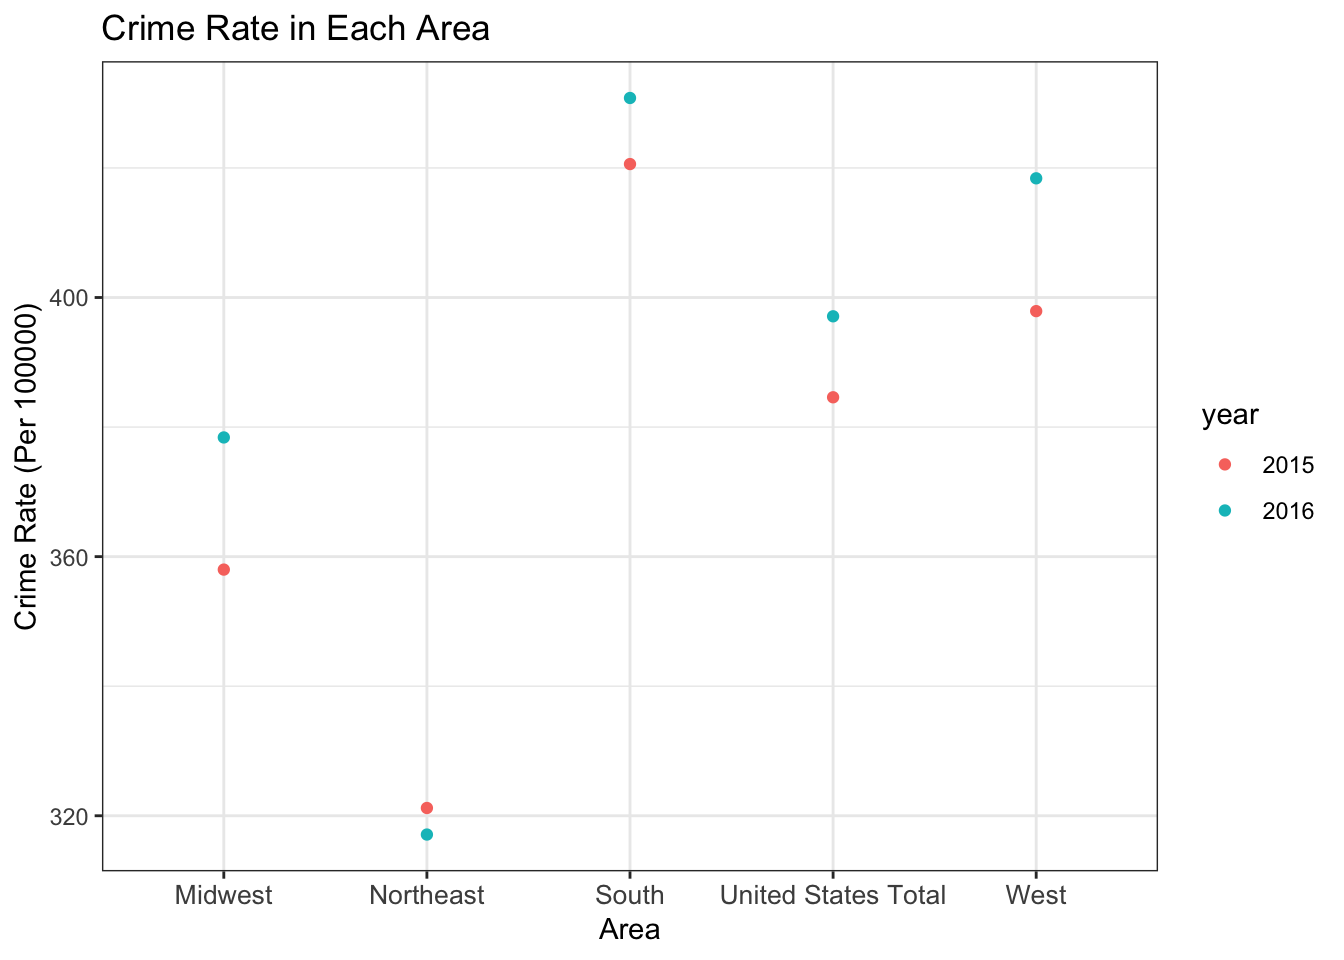 Crime Rate in Each Area
Crime Rate (Per 100000)
400
360
320
Midwest
Northeast
South
United States Total
West
Area
year
2015
2016